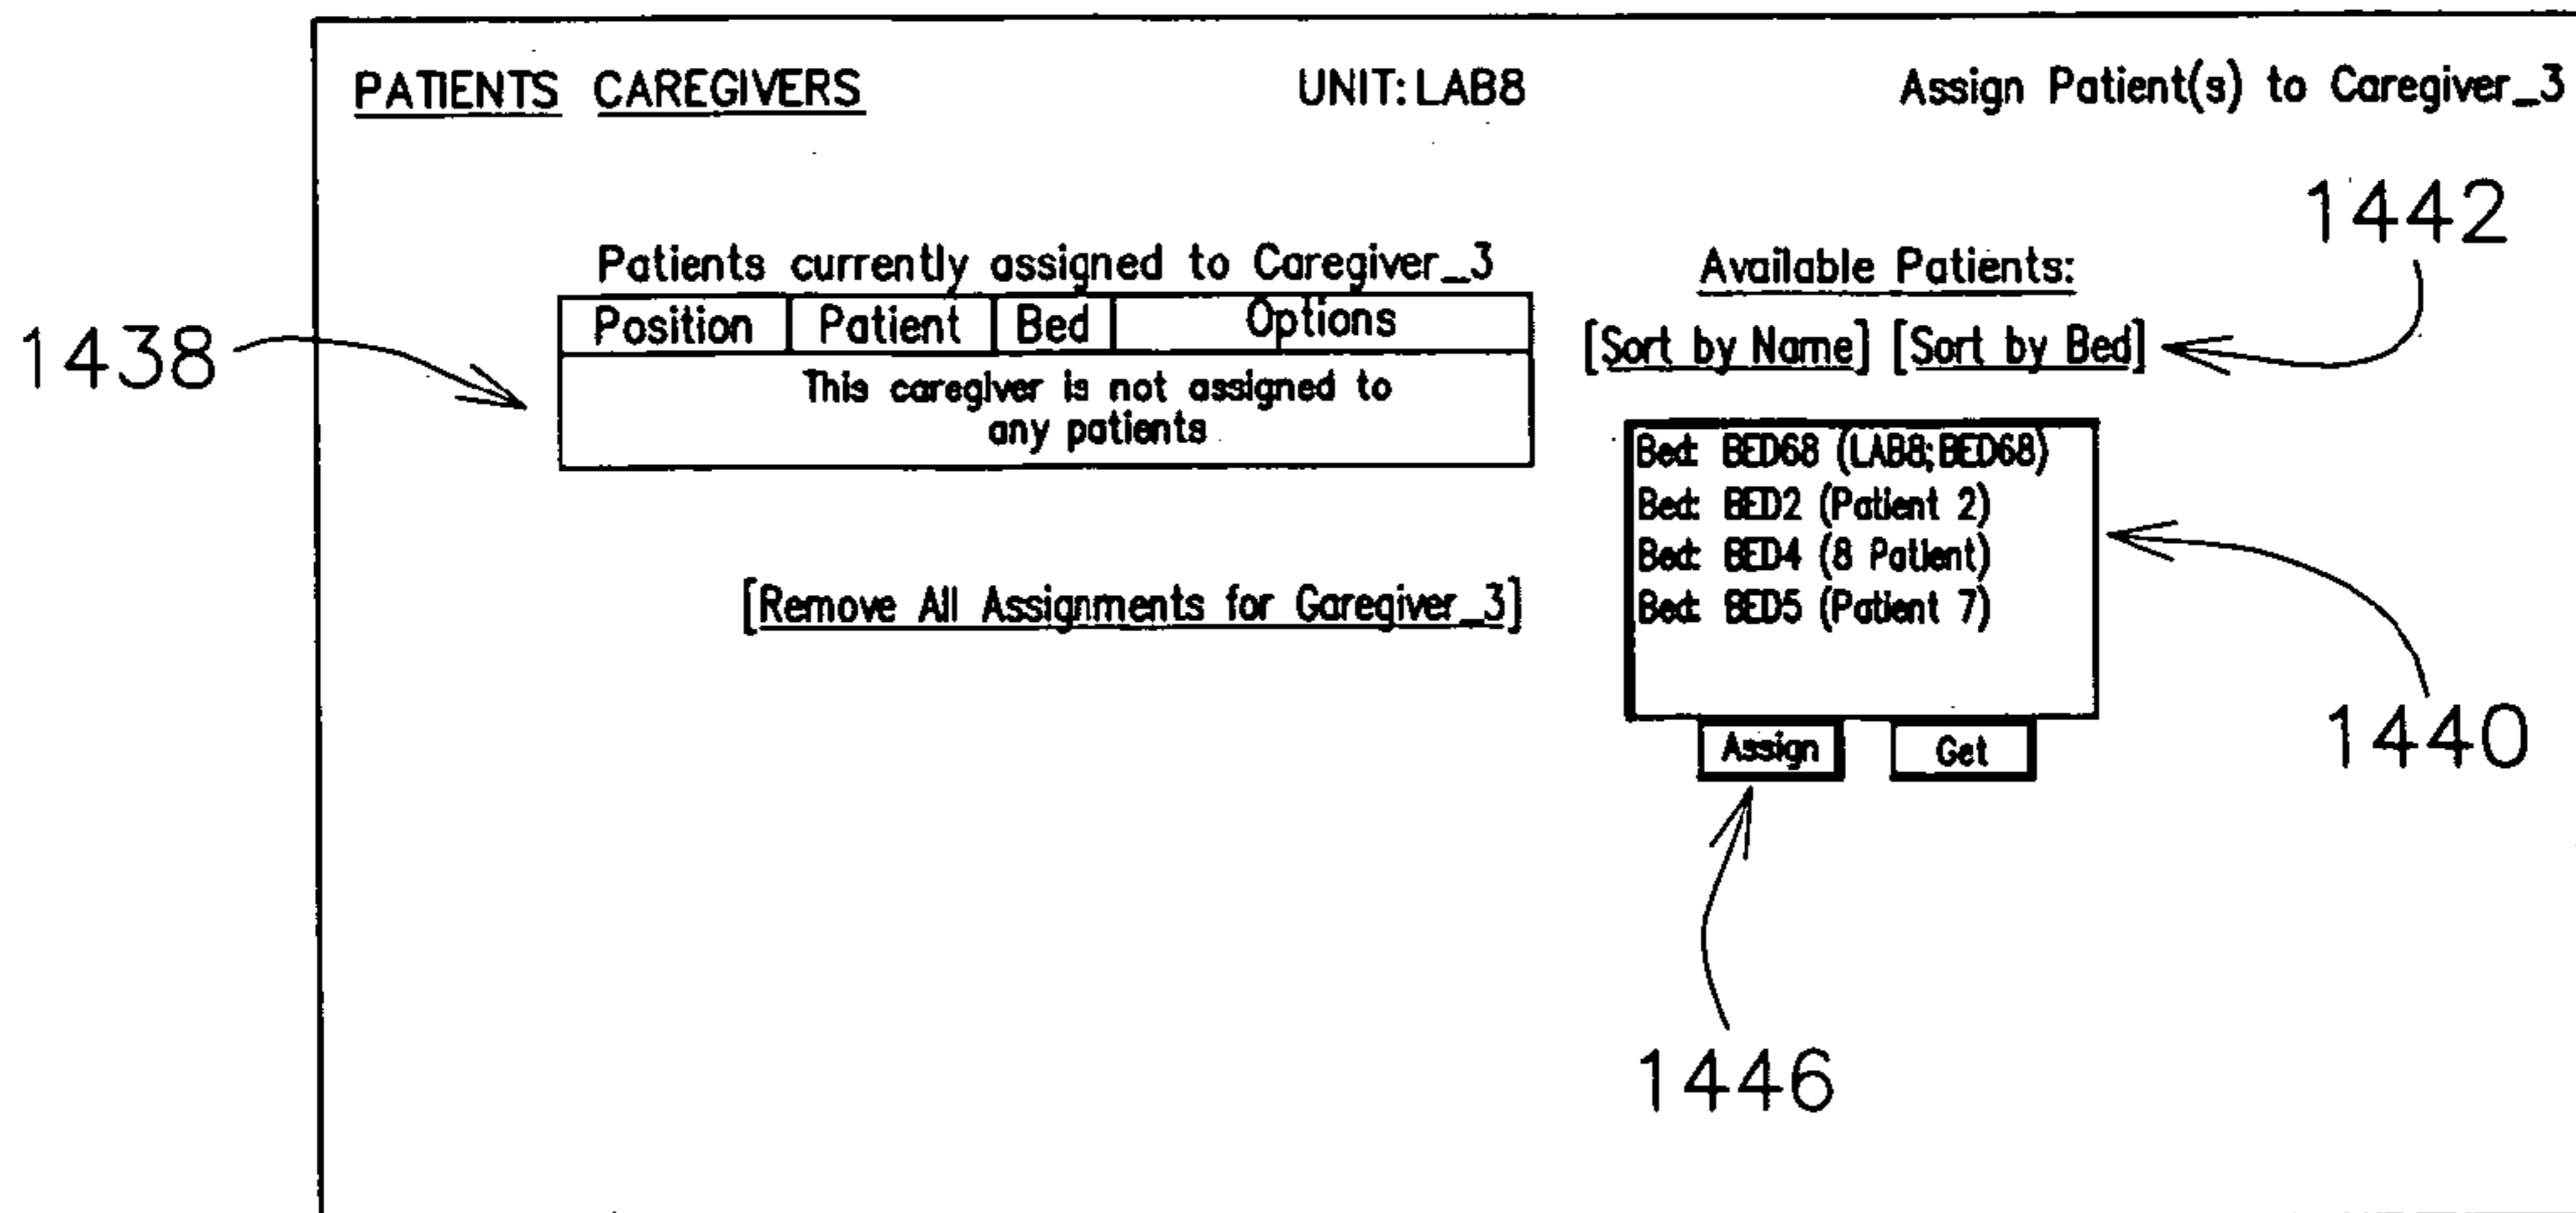 PATIENTS CAREGIVERS UNIT: LAB8 Assign Patient(s) to Caregiver_3
1442
Patients currently assigned to Caregiver_3
Position Patient Bed Options
This caregiver is not assigned to
any patients
1438
[Remove All Assignments for Garegiver_3]
Available Patients:
[Sort by Name] [Sort by Bed]
Bed: BED68 (LAB8; BED68)
Bed: BED2 (Patient 2)
Bed: BED4 (8 Patient)
Bed: BED5 (Patient 7)
Assign Get
1440
1446